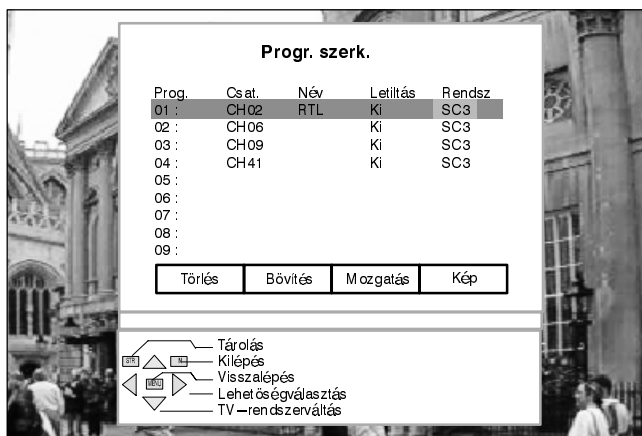 Progr. szerk.
Prog. Csat. Név Letiltás Rendsz
01 : CH02 RTL Ki SC3
02 : CH06 Ki SC3
03 : CH09 Ki SC3
04 : CH41 Ki SC3
05 :
06 :
07 :
08 :
09 :
Törlés Bövítés Mozgatás Kép
Tárolás
STR N Kilépés
MENU Visszalépés
Lehetöségválasztás
TV–rendszerváltás